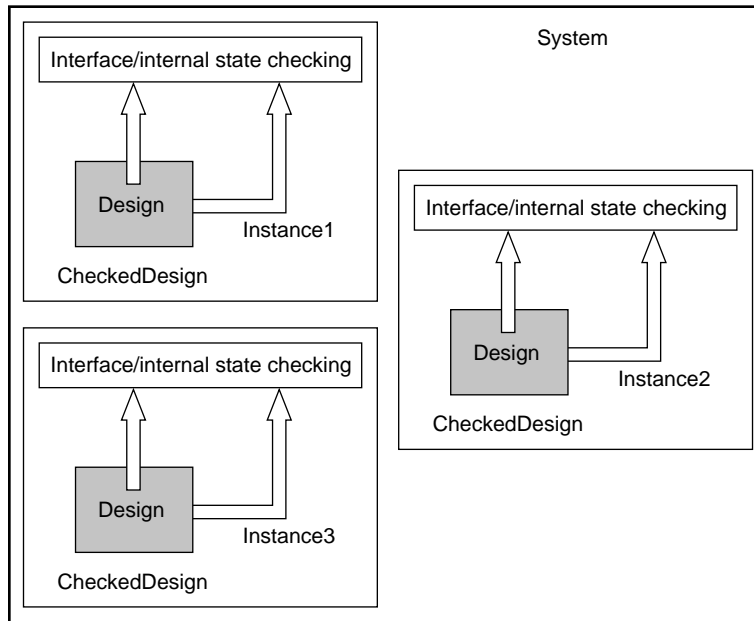 System
Interface/internal state checking
Design
Instance1
CheckedDesign
Interface/internal state checking
Design
Instance2
CheckedDesign
Interface/internal state checking
Design
Instance3
CheckedDesign